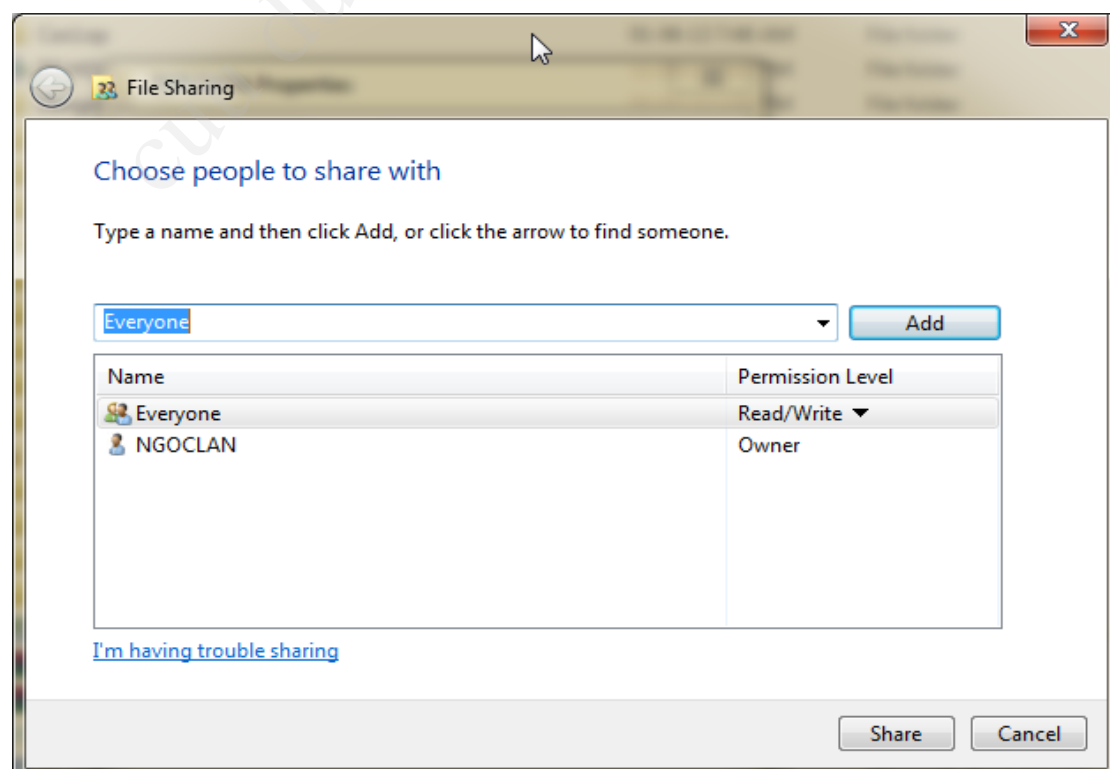 File Sharing
Choose people to share with
Type a name and then click Add, or click the arrow to find someone.
Everyone
Add
Name Permission Level
Everyone Read/Write
NGOCLAN Owner
I'm having trouble sharing
Share Cancel